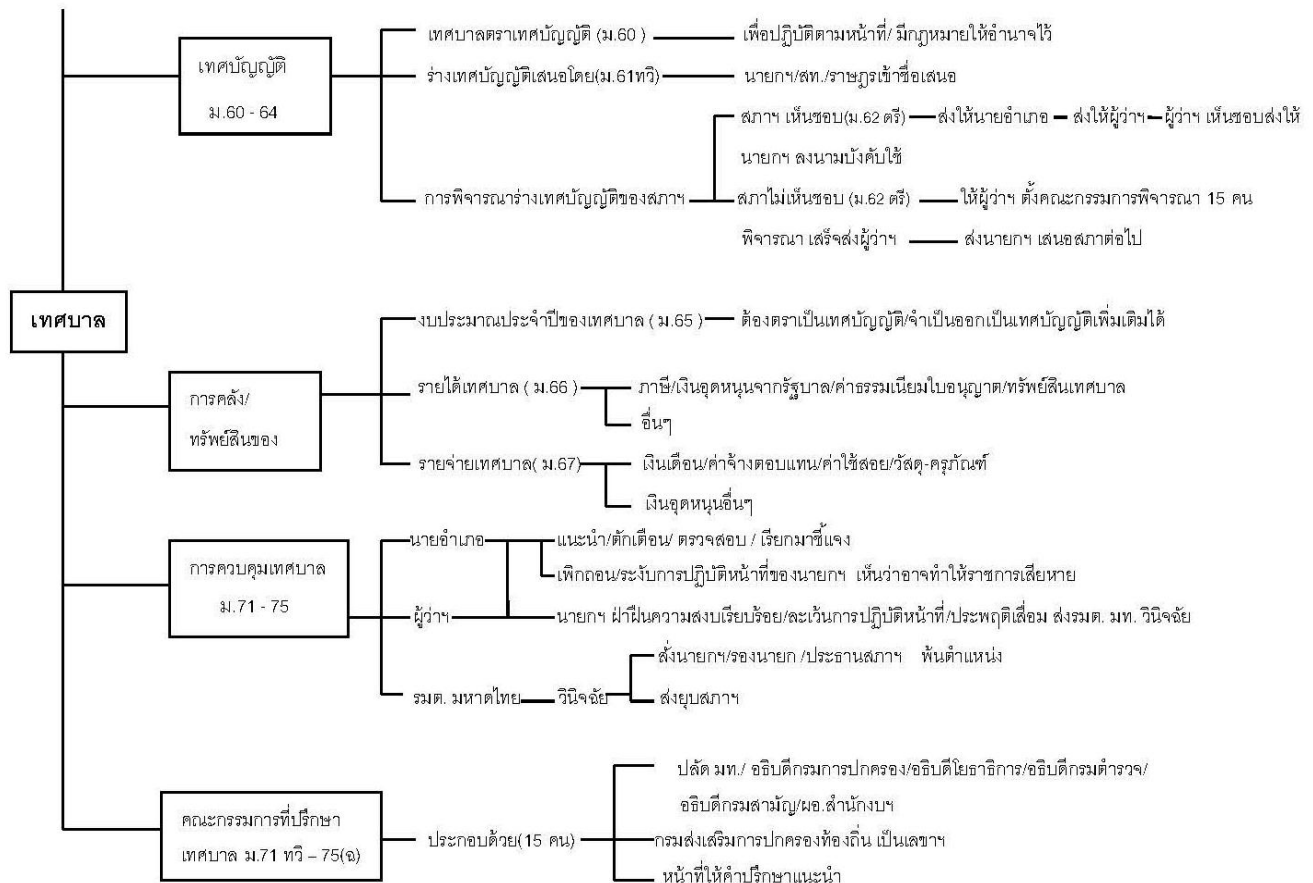 เทศบาลตราเทศบัญญัติ (ม.60 ) เพื่อปฏิบัติตามหน้าที่/ มีกฎหมายให้อำนาจไว้
เทศบัญญัติ
ม.60 - 64
ร่างเทศบัญญัติเสนอโดย(ม.61ทวิ) นายกฯ/สท./ราษฎรเข้าชื่อเสนอ
สภาฯ เห็นชอบ(ม.62 ตรี) ส่งให้นายอำเภอ ส่งให้ผู้ว่าฯ ผู้ว่าฯ เห็นชอบส่งให้
นายกฯ ลงนามบังคับใช้
การพิจารณาร่างเทศบัญญัติของสภาฯ สภาไม่เห็นชอบ (ม.62 ตรี) ให้ผู้ว่าฯ ตั้งคณะกรรมการพิจารณา 15 คน
พิจารณา เสร็จส่งผู้ว่าฯ ส่งนายกฯ เสนอสภาต่อไป
เทศบาล
งบประมาณประจำปีของเทศบาล ( ม.65 ) ต้องตราเป็นเทศบัญญัติ/จำเป็นออกเป็นเทศบัญญัติเพิ่มเติมได้
การคลัง/
ทรัพย์สินของ
รายได้เทศบาล ( ม.66 ) ภาษี/เงินอุดหนุนจากรัฐบาล/ค่าธรรมเนียมใบอนุญาต/ทรัพย์สินเทศบาล
อื่นๆ
รายจ่ายเทศบาล( ม.67) เงินเดือน/ค่าจ้างตอบแทน/ค่าใช้สอย/วัสดุ-ครุภัณฑ์
เงินอุดหนุนอื่นๆ
การควบคุมเทศบาล
ม.71 - 75
นายอำเภอ แนะนำ/ตักเตือน/ ตรวจสอบ / เรียกมาชี้แจง
เพิกถอน/ระงับการปฏิบัติหน้าที่ของนายกฯ เห็นว่าอาจทำให้ราชการเสียหาย
ผู้ว่าฯ นายกฯ ฝ่าฝืนความสงบเรียบร้อย/ละเว้นการปฏิบัติหน้าที่/ประพฤติเสื่อม ส่งรมต. มท. วินิจฉัย
สั่งนายกฯ/รองนายก /ประธานสภาฯ พ้นตำแหน่ง
รมต. มหาดไทย วินิจฉัย ส่งยุบสภาฯ
คณะกรรมการที่ปรึกษา
เทศบาล ม.71 ทวิ – 75(ฉ)
ปลัด มท./ อธิบดีกรมการปกครอง/อธิบดีโยธาธิการ/อธิบดีกรมตำรวจ/
อธิบดีกรมสามัญ/ผอ.สำนักงบฯ
ประกอบด้วย(15 คน) กรมส่งเสริมการปกครองท้องถิ่น เป็นเลขาฯ
หน้าที่ให้คำปรึกษาแนะนำ